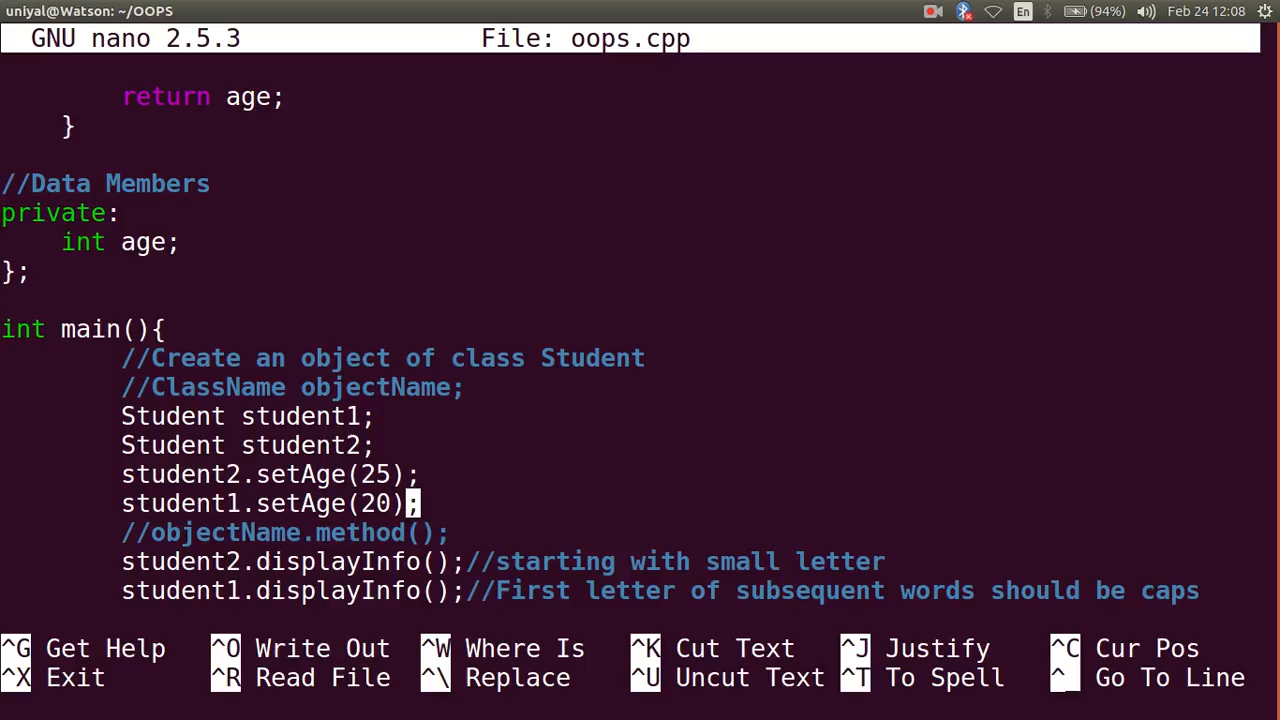 uniyal@Watson: ~/OOPS En (94%) Feb 24 12:08
GNU nano 2.5.3 File: oops.cpp
return age;
}
//Data Members
private:
int age;
};
int main(){
//Create an object of class Student
//ClassName objectName;
Student student1;
Student student2;
student2.setAge(25);
student1.setAge(20);
//objectName.method();
student2.displayInfo();//starting with small letter
student1.displayInfo();//First letter of subsequent words should be caps
^G Get Help ^O Write Out ^W Where Is ^K Cut Text ^J Justify ^C Cur Pos
^X Exit ^R Read File ^\ Replace ^U Uncut Text ^T To Spell ^_ Go To Line